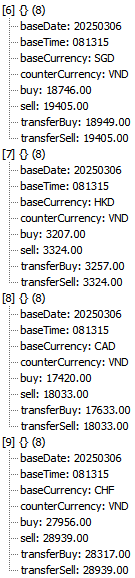 [6] {} (8)
baseDate: 20250306
baseTime: 081315
baseCurrency: SGD
counterCurrency: VND
buy: 18746.00
sell: 19405.00
transferBuy: 18949.00
transferSell: 19405.00
[7] {} (8)
baseDate: 20250306
baseTime: 081315
baseCurrency: HKD
counterCurrency: VND
buy: 3207.00
sell: 3324.00
transferBuy: 3257.00
transferSell: 3324.00
[8] {} (8)
baseDate: 20250306
baseTime: 081315
baseCurrency: CAD
counterCurrency: VND
buy: 17420.00
sell: 18033.00
transferBuy: 17633.00
transferSell: 18033.00
[9] {} (8)
baseDate: 20250306
baseTime: 081315
baseCurrency: CHF
counterCurrency: VND
buy: 27956.00
sell: 28939.00
transferBuy: 28317.00
transferSell: 28939.00